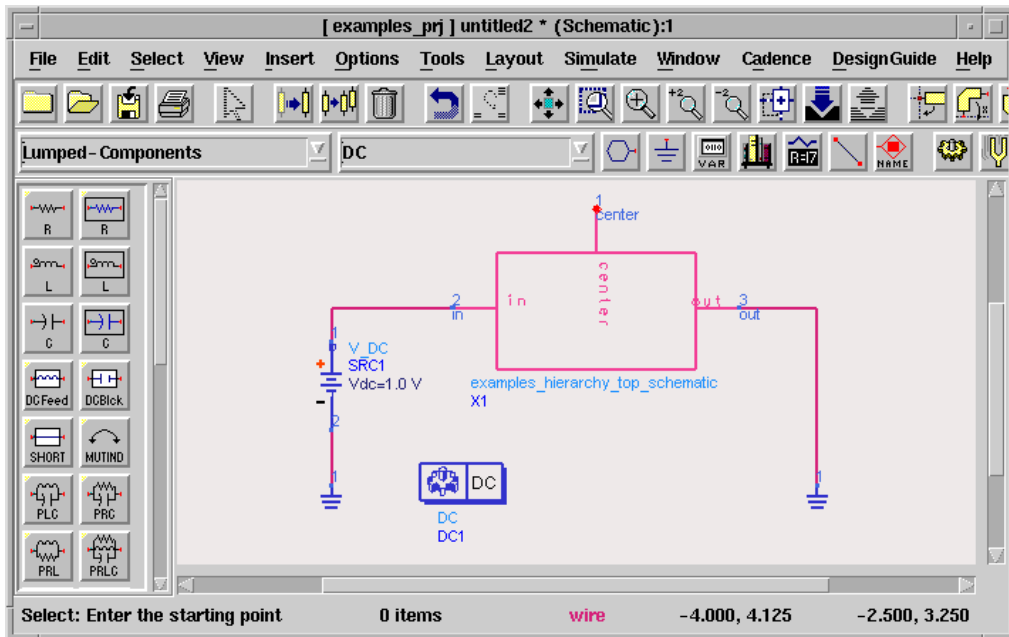 [ examples_prj ] untitled2 * (Schematic):1
File Edit Select View Insert Options Tools Layout Simulate Window Cadence DesignGuide Help
+2 -2
Lumped-Components DC VAR R=17 NAME
R R
L L
C C
DCFeed DCBlck
SHORT MUTIND
PLC PRC
PRL PRLC
1
center
center
2 in out 3
in out
1
V_DC
+ SRC1
Vdc=1.0 V
-
2
examples_hierarchy_top_schematic
X1
1 1
DC
DC
DC1
Select: Enter the starting point 0 items wire -4.000, 4.125 -2.500, 3.250